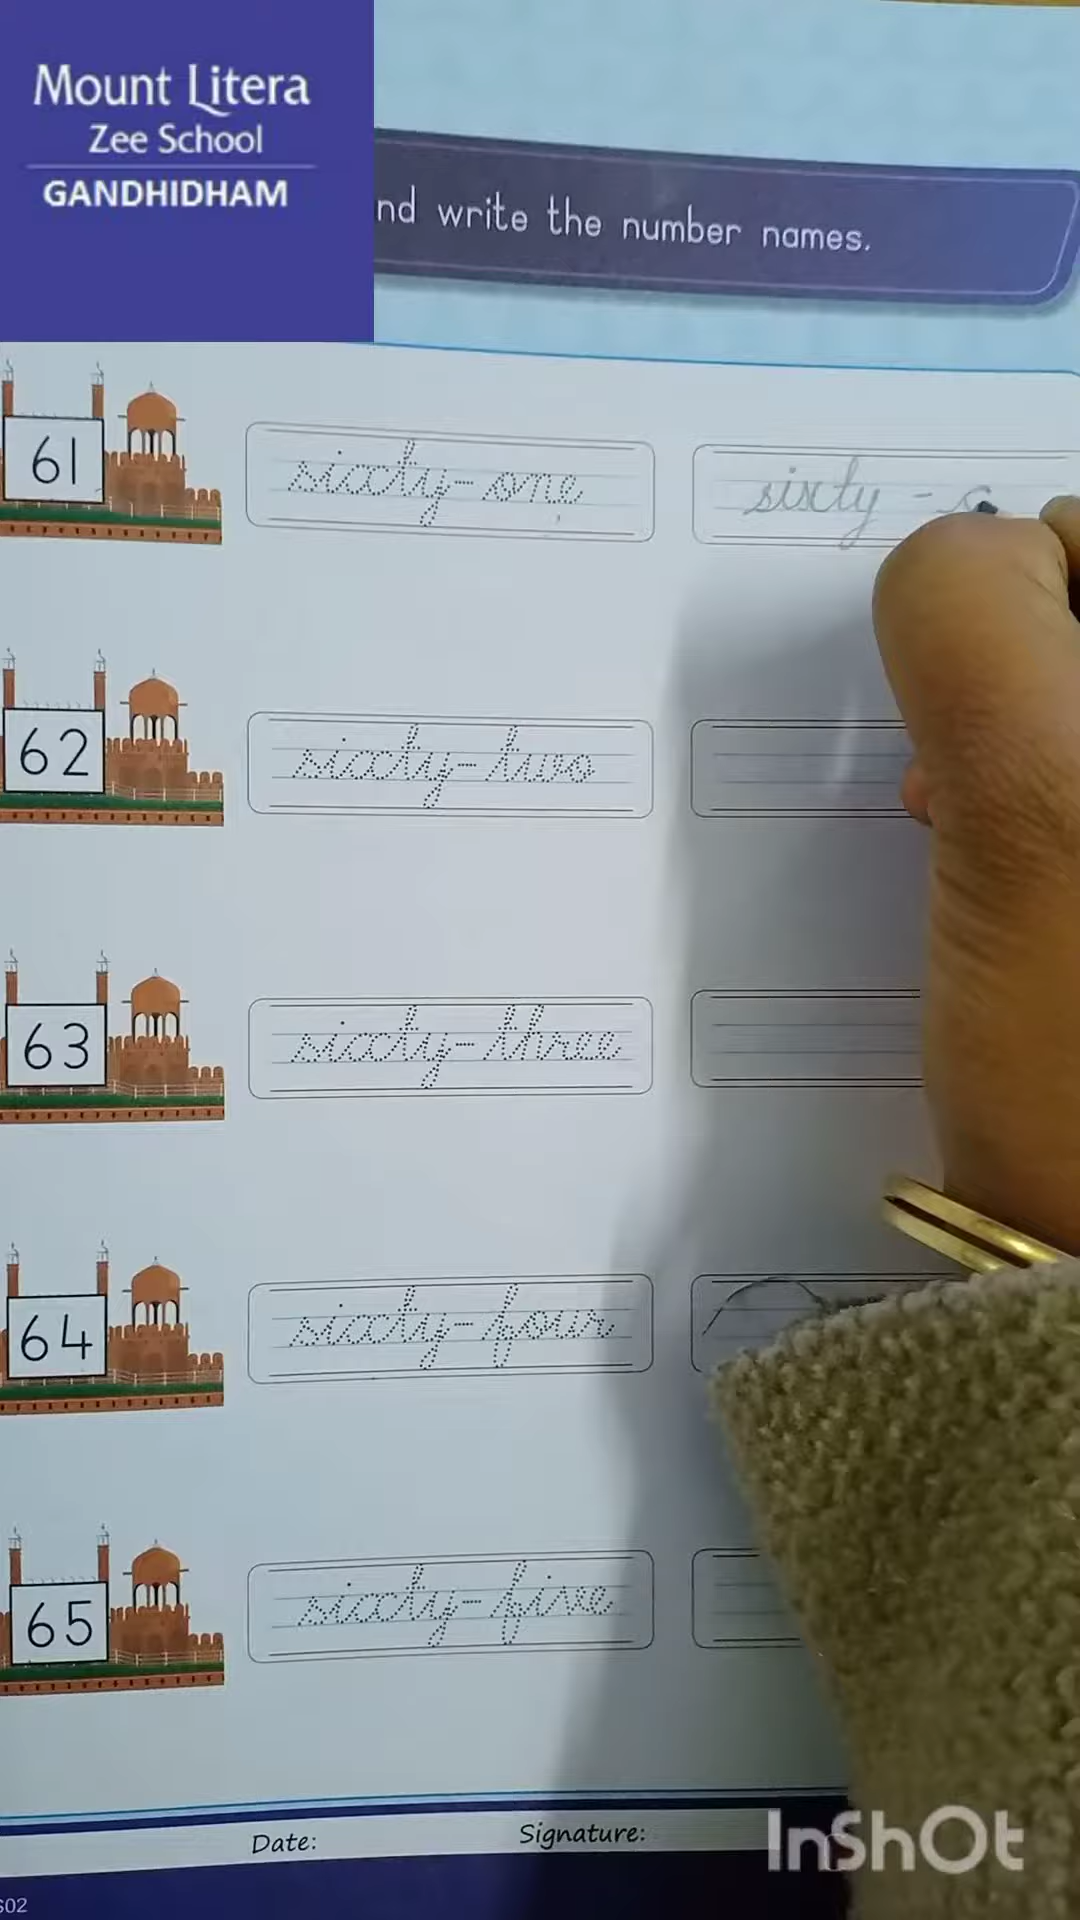 Mount Litera
Zee School
GANDHIDHAM
nd write the number names.
61 sixty-one sixty - o
62 sixty-two
63 sixty-three
64 sixty-four
65 sixty-five
Date: Signature:
InShOt
S02